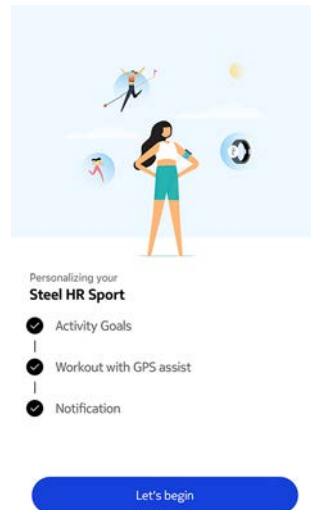 Personalizing your
Steel HR Sport
Activity Goals
Workout with GPS assist
Notification
Let's begin